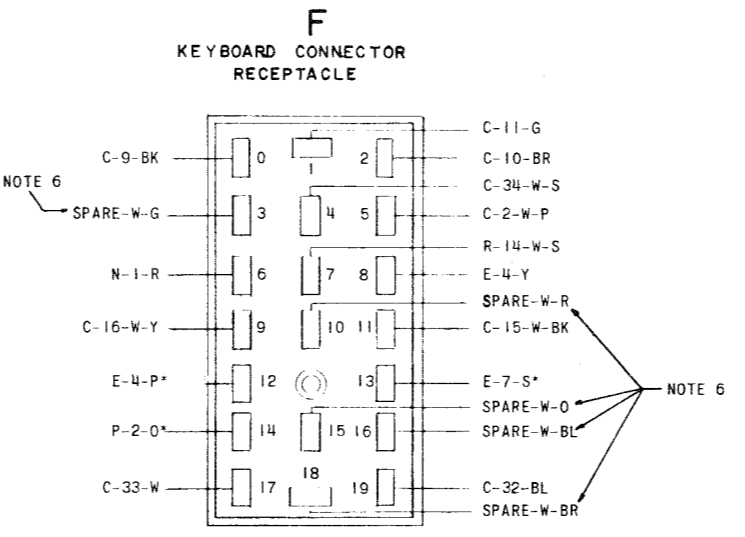 F
KEYBOARD CONNECTOR
RECEPTACLE
C-11-G
C-9-BK
0
1
2
C-10-BR
NOTE 6
C-34-W-S
SPARE-W-G
3
4
5
C-2-W-P
R-14-W-S
N-1-R
6
7
8
E-4-Y
SPARE-W-R
C-16-W-Y
9
10
11
C-15-W-BK
E-4-P*
12
13
E-7-S*
NOTE 6
SPARE-W-O
P-2-O*
14
15
16
SPARE-W-BL
C-33-W
17
18
19
C-32-BL
SPARE-W-BR